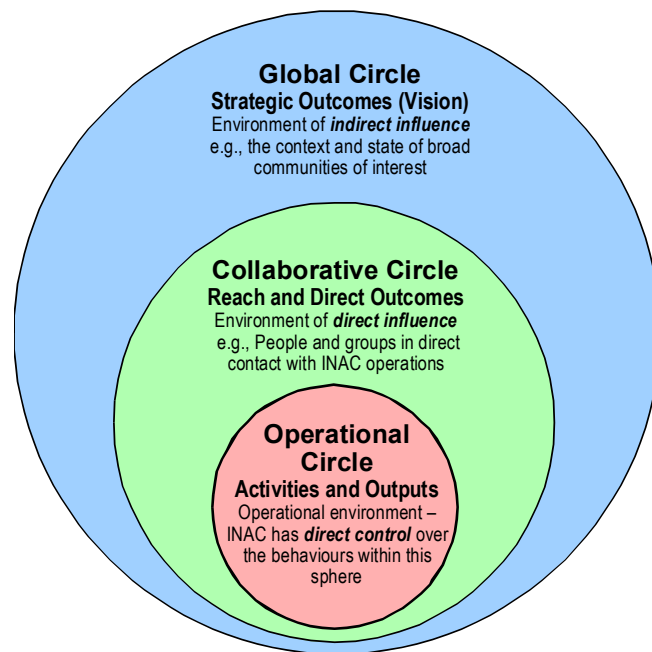 Global Circle
Strategic Outcomes (Vision)
Environment of indirect influence
e.g., the context and state of broad
communities of interest
Collaborative Circle
Reach and Direct Outcomes
Environment of direct influence
e.g., People and groups in direct
contact with INAC operations
Operational
Circle
Activities and Outputs
Operational environment –
INAC has direct control over
the behaviours within this
sphere